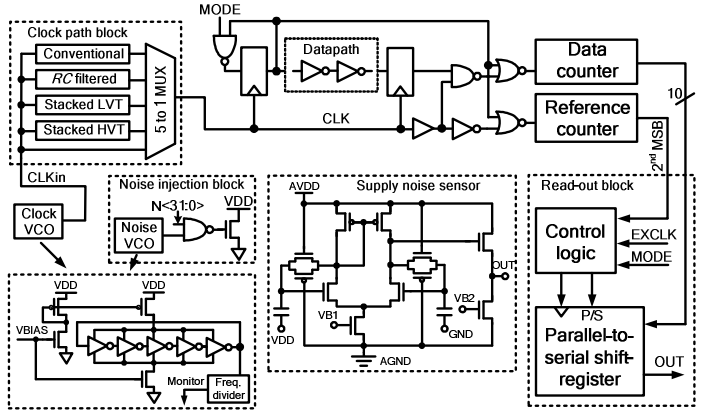 MODE
Clock path block
Conventional
RC filtered
Stacked LVT
Stacked HVT
5 to 1 MUX
CLKin
Datapath
CLK
Data
counter
Reference
counter
10
2nd MSB
Clock
VCO
Noise injection block
N<31:0>
VDD
Noise
VCO
Supply noise sensor
AVDD
OUT
VB1
VB2
VDD
GND
AGND
Read-out block
Control
logic
EXCLK
MODE
P/S
Parallel-to-
serial shift-
register
OUT
VDD
VDD
VBIAS
Monitor
Freq.
divider